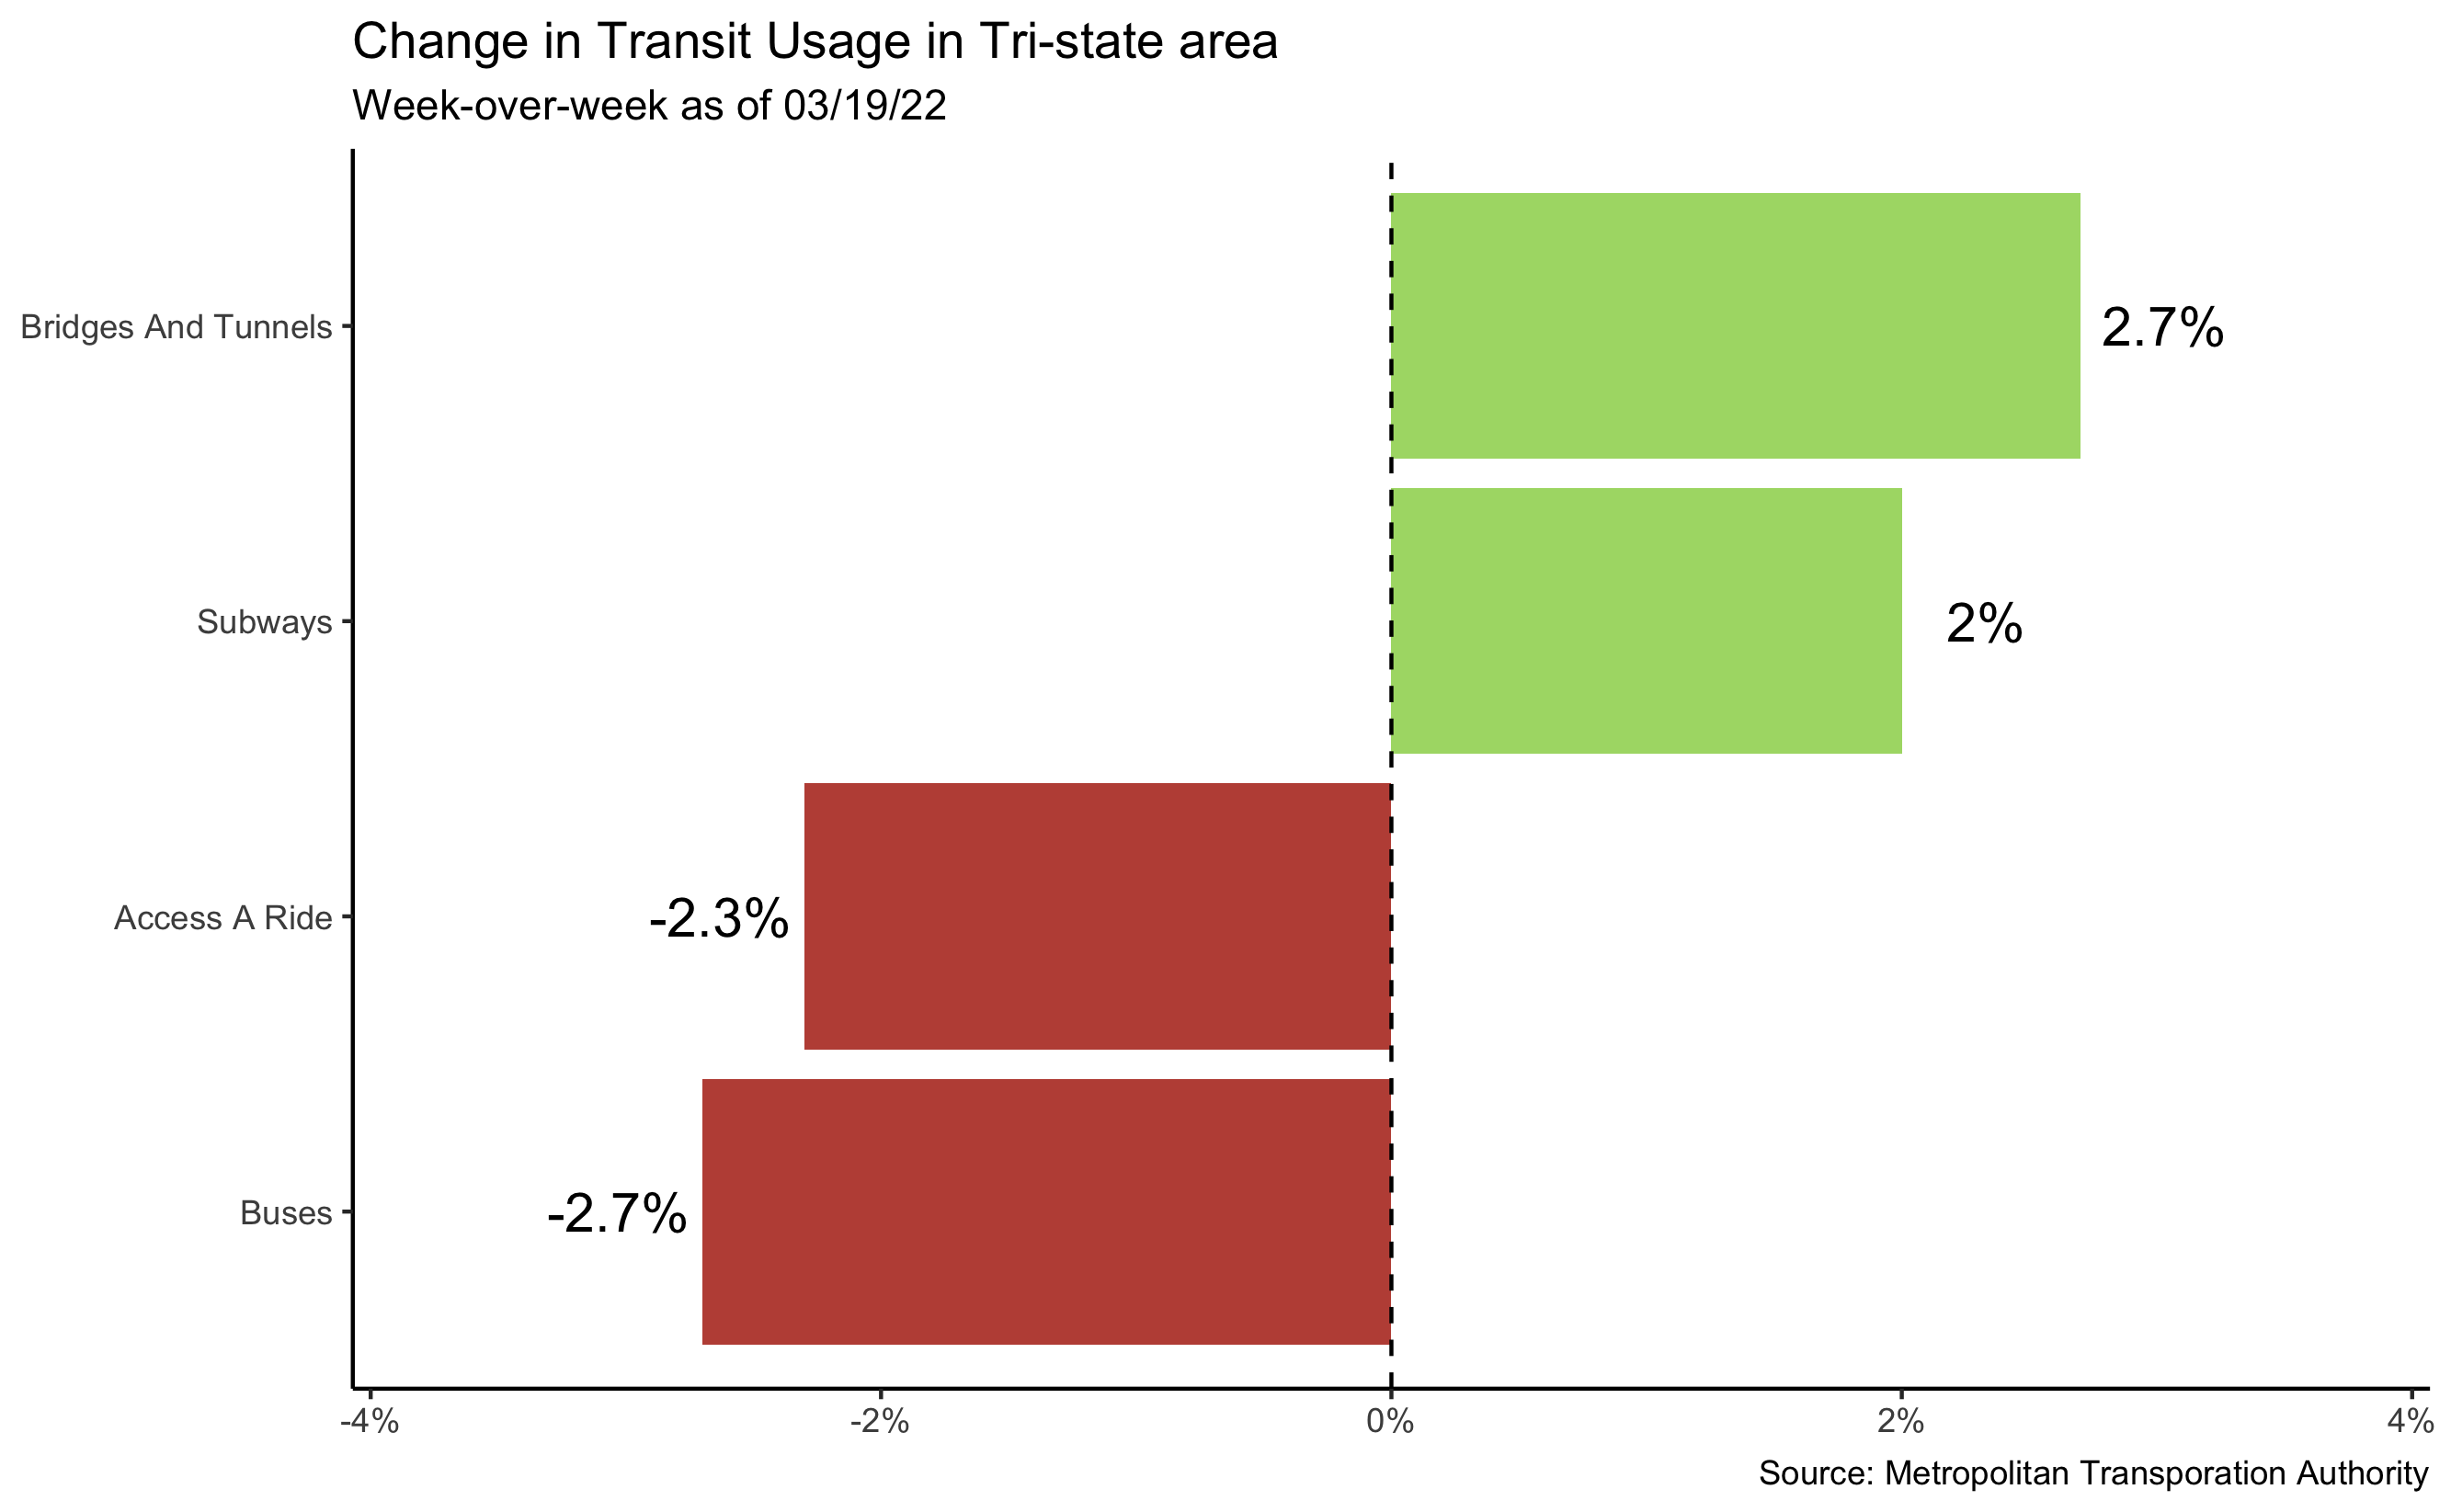 Change in Transit Usage in Tri-state area
Week-over-week as of 03/19/22
Bridges And Tunnels
2.7%
Subways
2%
Access A Ride
-2.3%
Buses
-2.7%
-4% -2% 0% 2% 4%
Source: Metropolitan Transporation Authority